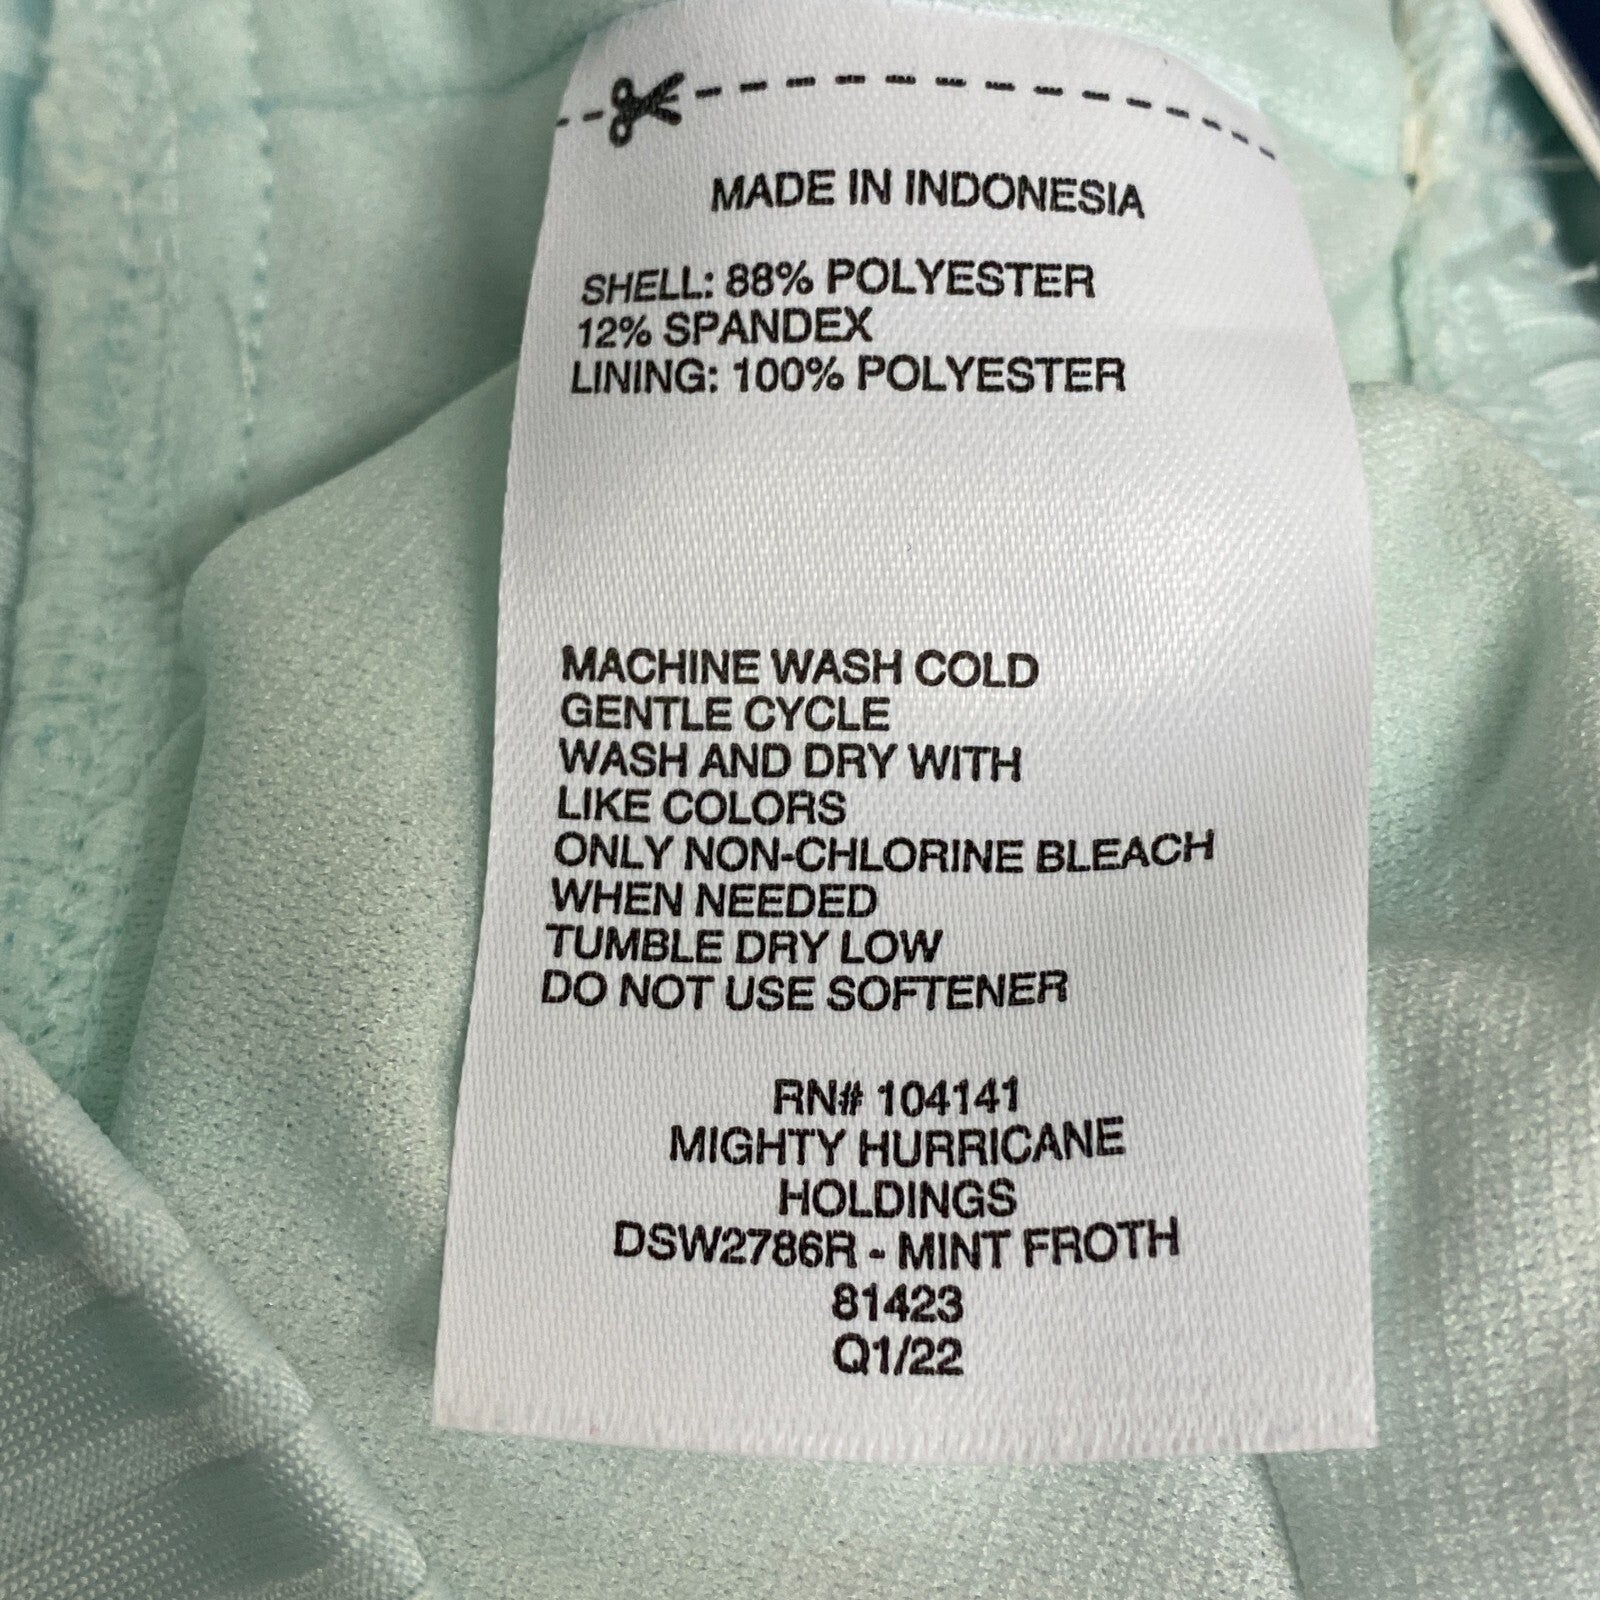 MADE IN INDONESIA
SHELL: 88% POLYESTER
12% SPANDEX
LINING: 100% POLYESTER
MACHINE WASH COLD
GENTLE CYCLE
WASH AND DRY WITH
LIKE COLORS
ONLY NON-CHLORINE BLEACH
WHEN NEEDED
TUMBLE DRY LOW
DO NOT USE SOFTENER
RN# 104141
MIGHTY HURRICANE
HOLDINGS
DSW2786R - MINT FROTH
81423
Q1/22